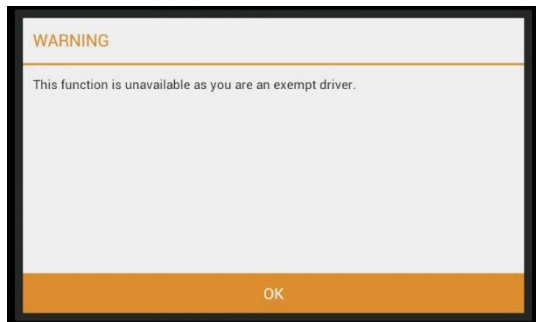 WARNING
This function is unavailable as you are an exempt driver.
OK